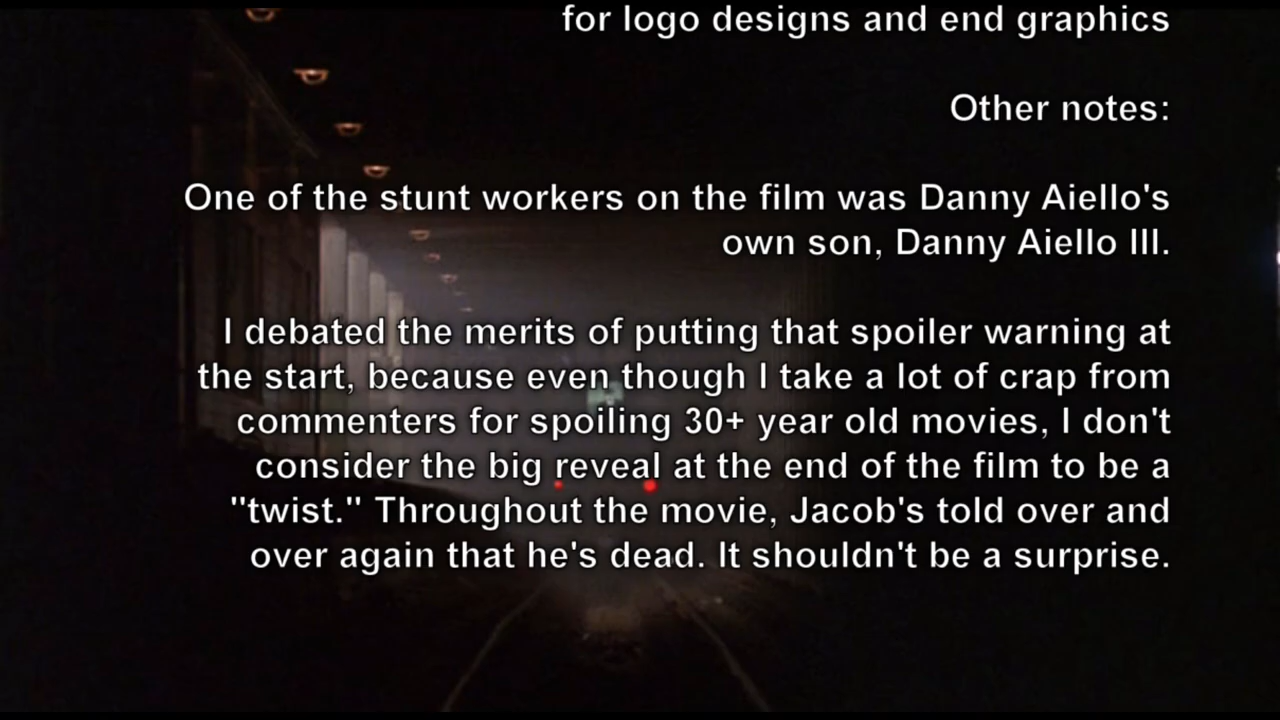 for logo designs and end graphics
Other notes:
One of the stunt workers on the film was Danny Aiello's
own son, Danny Aiello III.
I debated the merits of putting that spoiler warning at
the start, because even though I take a lot of crap from
commenters for spoiling 30+ year old movies, I don't
consider the big reveal at the end of the film to be a
"twist." Throughout the movie, Jacob's told over and
over again that he's dead. It shouldn't be a surprise.